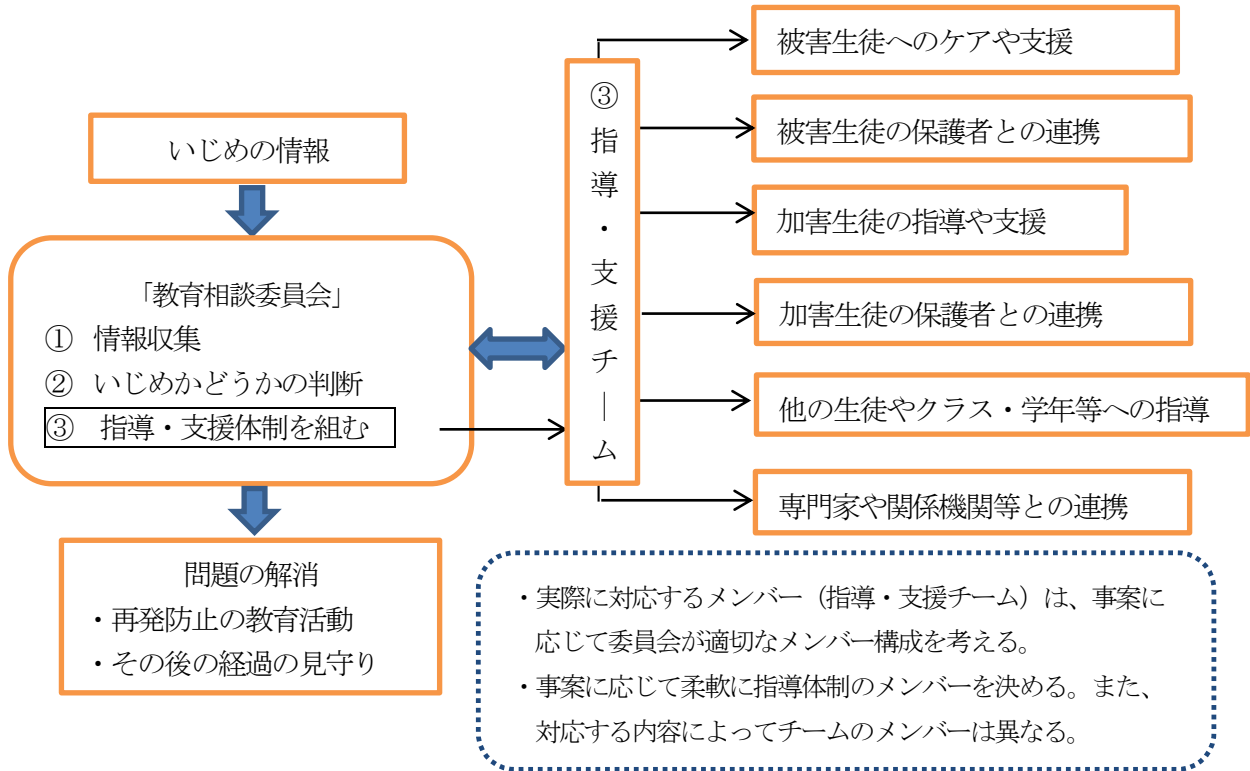 いじめの情報
「教育相談委員会」
① 情報収集
② いじめかどうかの判断
③ 指導・支援体制を組む
問題の解消
・再発防止の教育活動
・その後の経過の見守り
③指導・支援チーム
被害生徒へのケアや支援
被害生徒の保護者との連携
加害生徒の指導や支援
加害生徒の保護者との連携
他の生徒やクラス・学年等への指導
専門家や関係機関等との連携
・実際に対応するメンバー（指導・支援チーム）は、事案に
応じて委員会が適切なメンバー構成を考える。
・事案に応じて柔軟に指導体制のメンバーを決める。また、
対応する内容によってチームのメンバーは異なる。